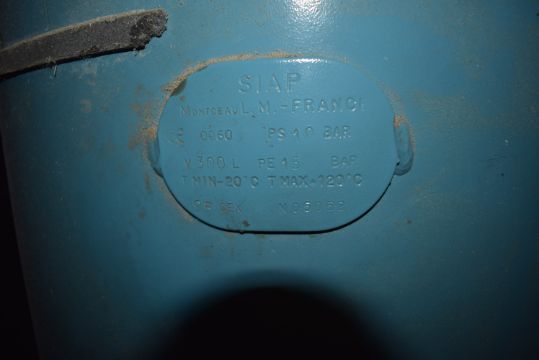 SIAP
MONTCEAU L.M.-FRANCE
0060 PS 10 BAR
V 300 L PE 15 BAR
TMIN-20°C TMAX+120°C